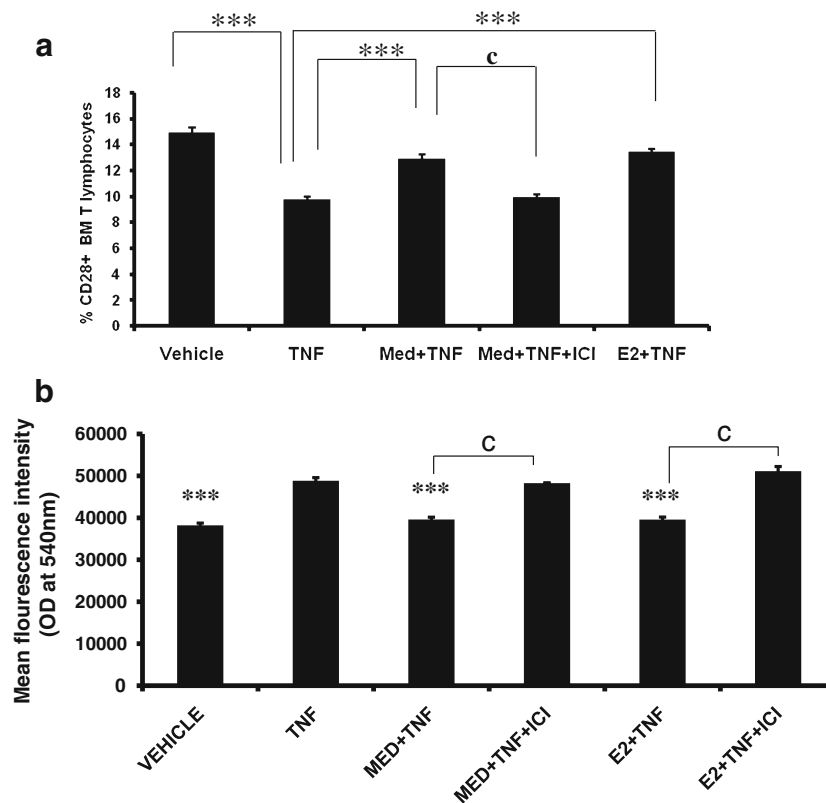 a
***
***
***
c
% CD28+ BM T lymphocytes
18
16
14
12
10
8
6
4
2
0
Vehicle
TNF
Med+TNF
Med+TNF+ICI
E2+TNF
b
Mean flourescence intensity
(OD at 540nm)
60000
50000
40000
30000
20000
10000
0
***
***
***
C
C
VEHICLE
TNF
MED+TNF
MED+TNF+ICI
E2+TNF
E2+TNF+ICI